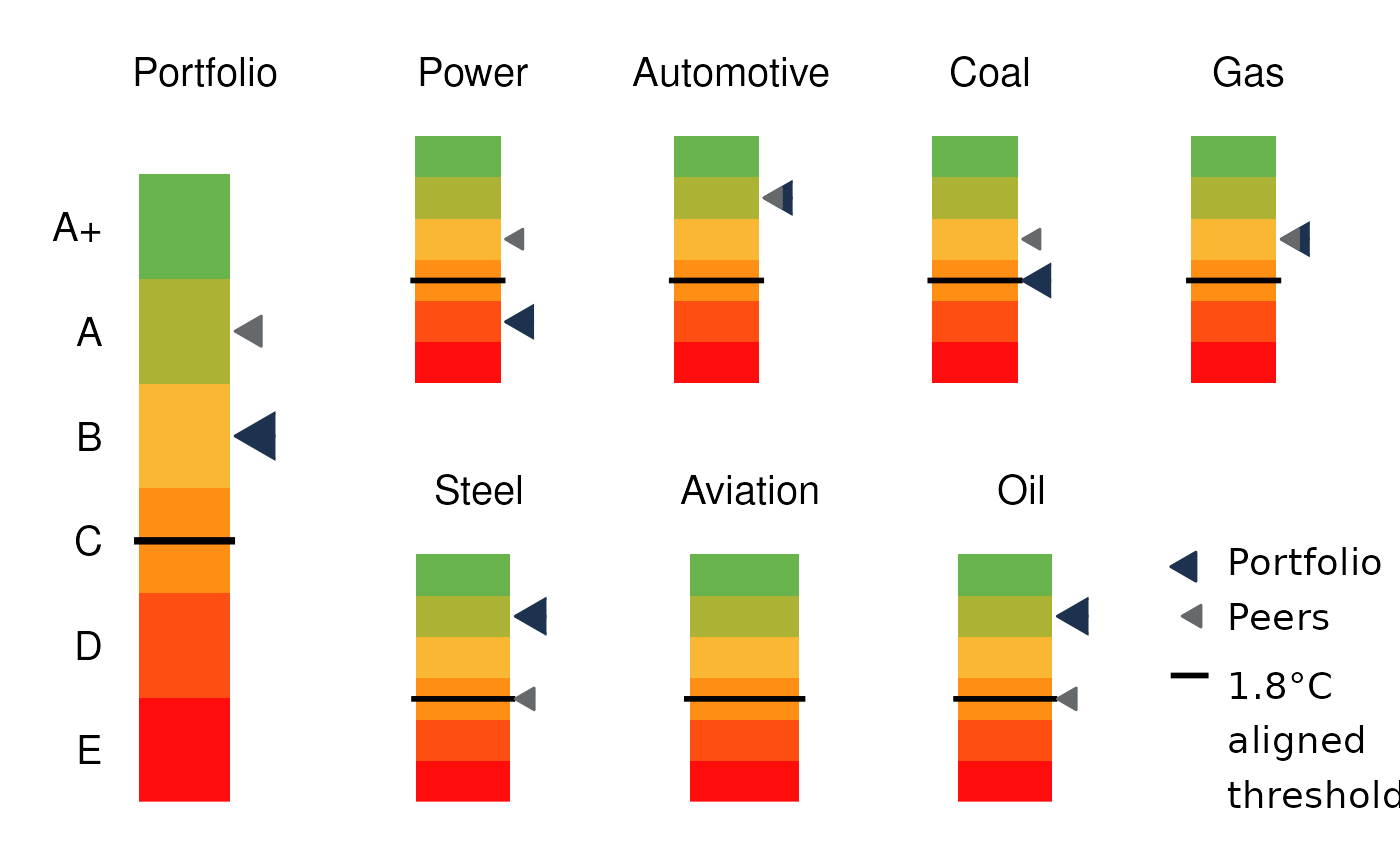 Portfolio
Power
Automotive
Coal
Gas
A+
A
B
C
D
E
Steel
Aviation
Oil
Portfolio
Peers
1.8°C
aligned
threshold